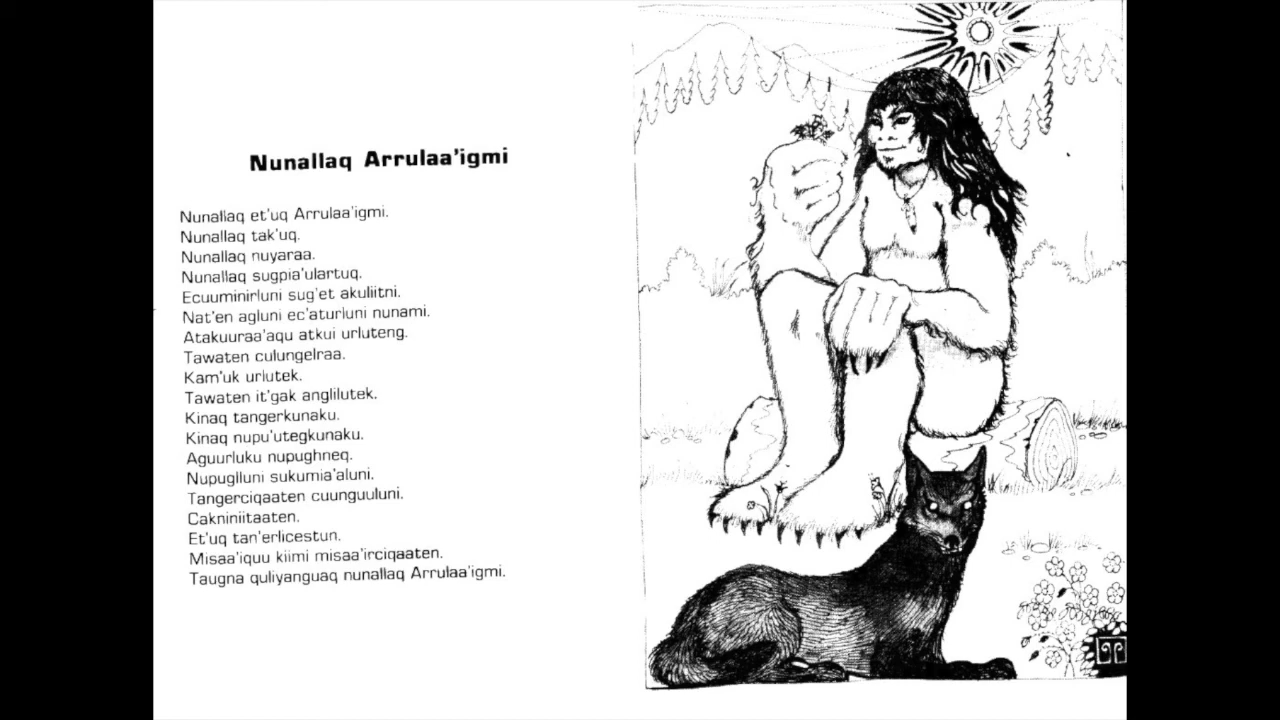 Nunallaq Arrulaa'igmi
Nunallaq et'uq Arrulaa'igmi.
Nunallaq tak'uq.
Nunallaq nuyaraa.
Nunallaq sugpia'ulartuq.
Ecuuminirluni sug'et akuliitni.
Nat'en agluni ec'aturluni nunami.
Atakuuraa'aqu atkui urluteng.
Tawaten culungelraa.
Kam'uk urlutek.
Tawaten it'gak anglilutek.
Kinaq tangerkunaku.
Kinaq nupu'utegkunaku.
Aguurluku nupughneq.
Nupuglluni sukumia'aluni.
Tangerciqaaten cuunguuluni.
Cakniniitaaten.
Et'uq tan'erlicestun.
Misaa'iquu kiimi misaa'irciqaaten.
Taugna quliyanguaq nunallaq Arrulaa'igmi.